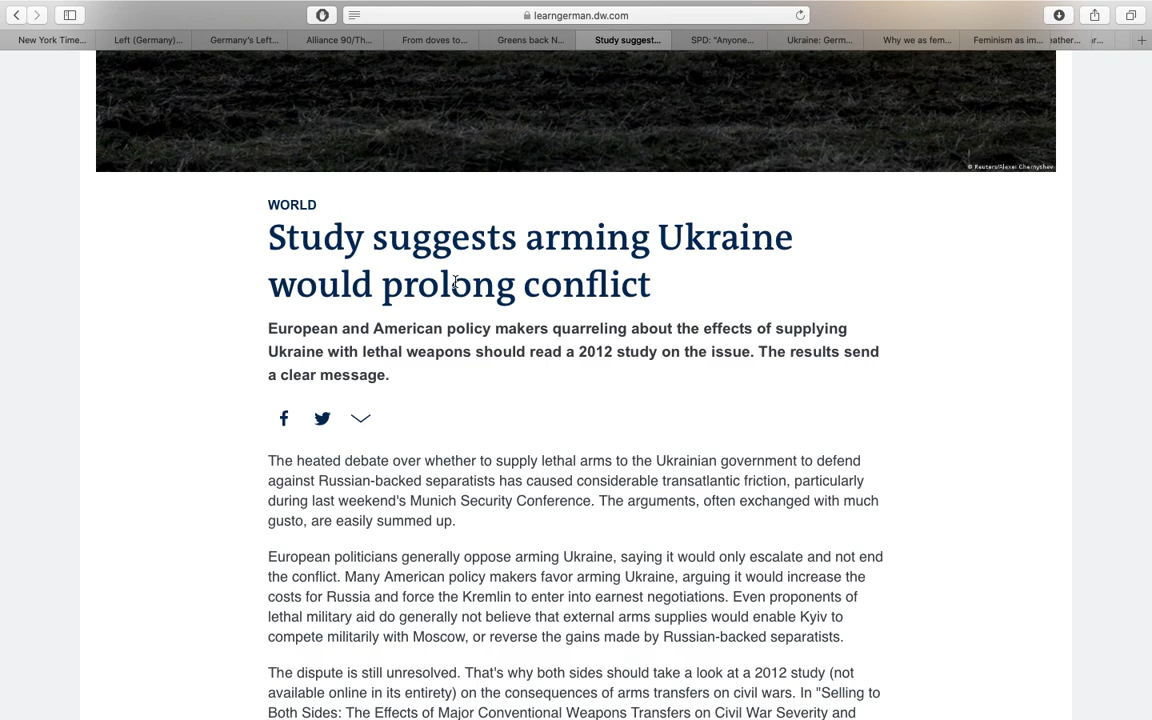 learngerman.dw.com
New York Time...
Left (Germany)...
Germany's Left...
Alliance 90/Th...
From doves to...
Greens back N...
Study suggest...
SPD: "Anyone...
Ukraine: Germ...
Why we as fem...
Feminism as im...
eather...
© Reuters/Alexei Chernyshev
WORLD
Study suggests arming Ukraine
would prolong conflict
European and American policy makers quarreling about the effects of supplying
Ukraine with lethal weapons should read a 2012 study on the issue. The results send
a clear message.
The heated debate over whether to supply lethal arms to the Ukrainian government to defend
against Russian-backed separatists has caused considerable transatlantic friction, particularly
during last weekend's Munich Security Conference. The arguments, often exchanged with much
gusto, are easily summed up.
European politicians generally oppose arming Ukraine, saying it would only escalate and not end
the conflict. Many American policy makers favor arming Ukraine, arguing it would increase the
costs for Russia and force the Kremlin to enter into earnest negotiations. Even proponents of
lethal military aid do generally not believe that external arms supplies would enable Kyiv to
compete militarily with Moscow, or reverse the gains made by Russian-backed separatists.
The dispute is still unresolved. That's why both sides should take a look at a 2012 study (not
available online in its entirety) on the consequences of arms transfers on civil wars. In "Selling to
Both Sides: The Effects of Major Conventional Weapons Transfers on Civil War Severity and